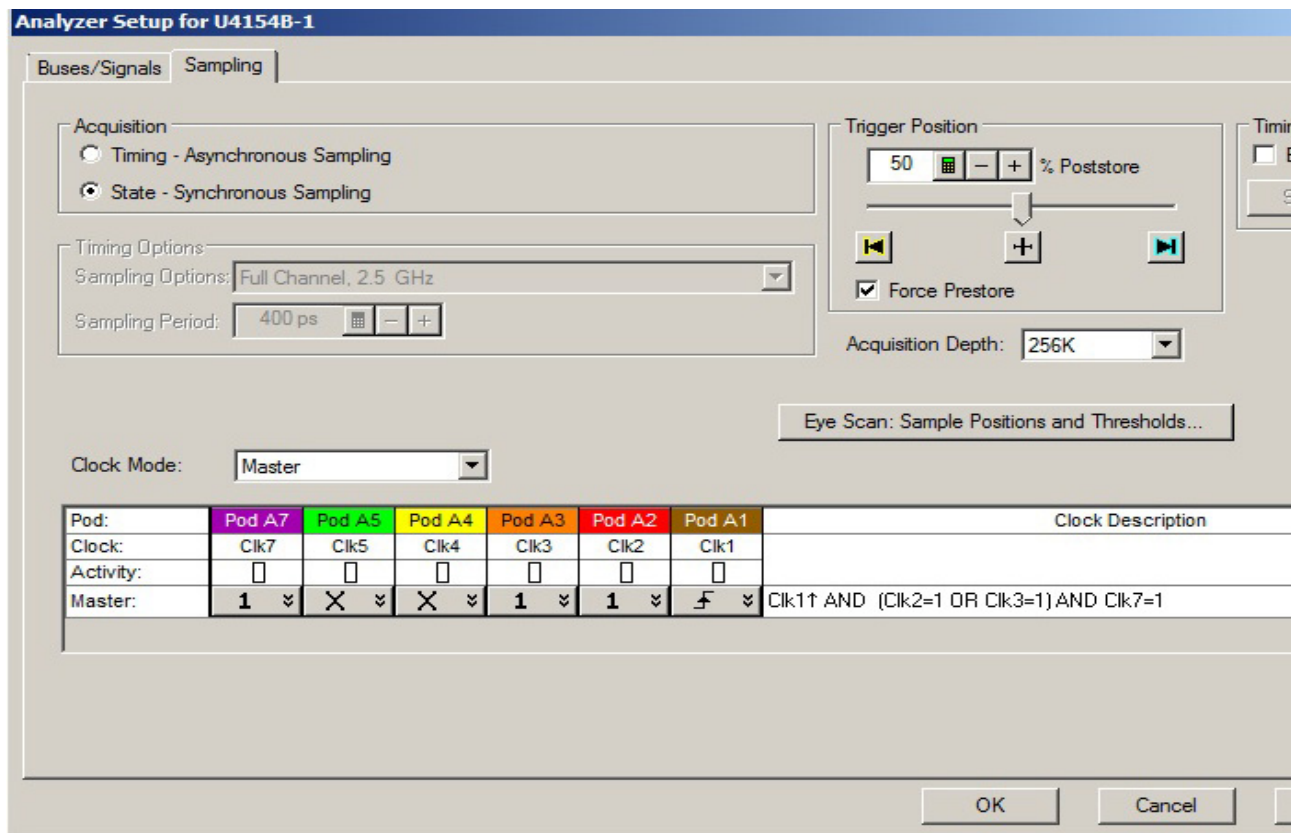 Analyzer Setup for U4154B-1
Buses/Signals Sampling
Acquisition
Timing - Asynchronous Sampling
State - Synchronous Sampling
Timing Options
Sampling Options: Full Channel, 2.5 GHz
Sampling Period: 400 ps - +
Trigger Position
50 - + % Poststore
Force Prestore
Acquisition Depth: 256K
Eye Scan: Sample Positions and Thresholds...
Clock Mode: Master
Pod: Pod A7 Pod A5 Pod A4 Pod A3 Pod A2 Pod A1 Clock Description
Clock: Clk7 Clk5 Clk4 Clk3 Clk2 Clk1
Activity:
Master: 1 X X 1 1 Clk1↑ AND (Clk2=1 OR Clk3=1) AND Clk7=1
OK Cancel